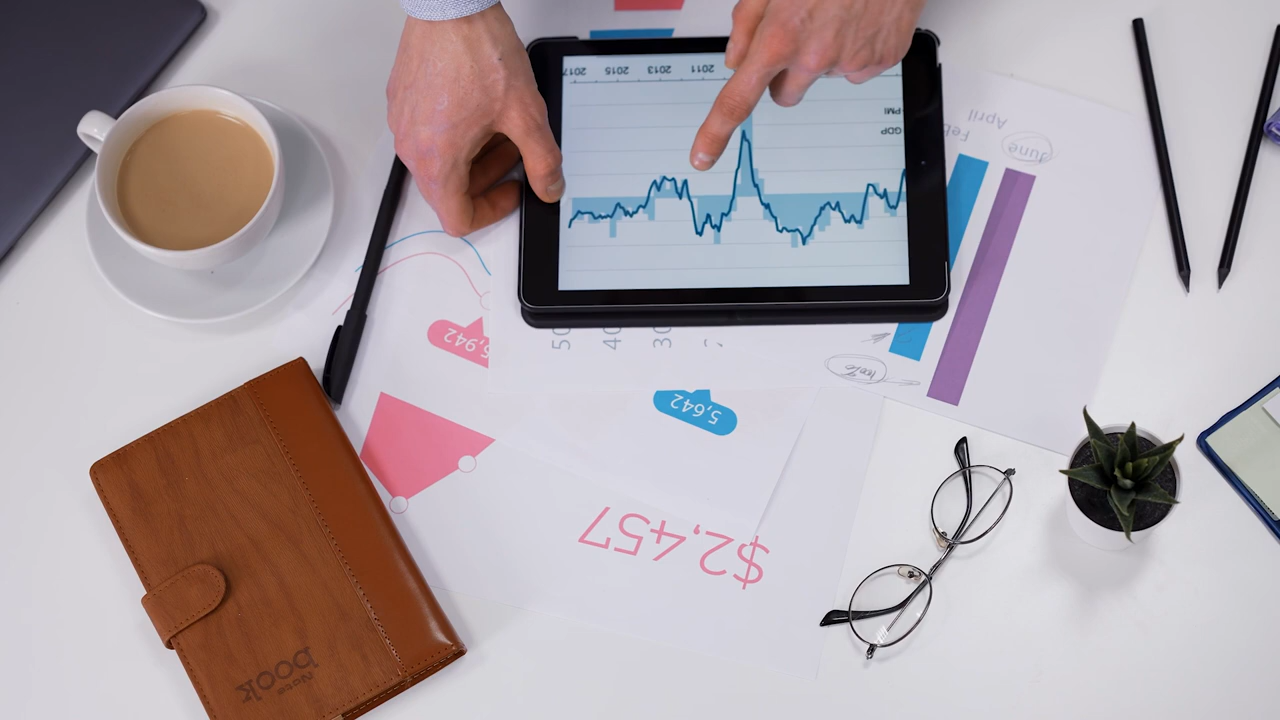 2011 2013 2015 2017
PMI
GDP
Feb
April
June
5,942
50
40
30
100%
5,642
$2,457
Note
book